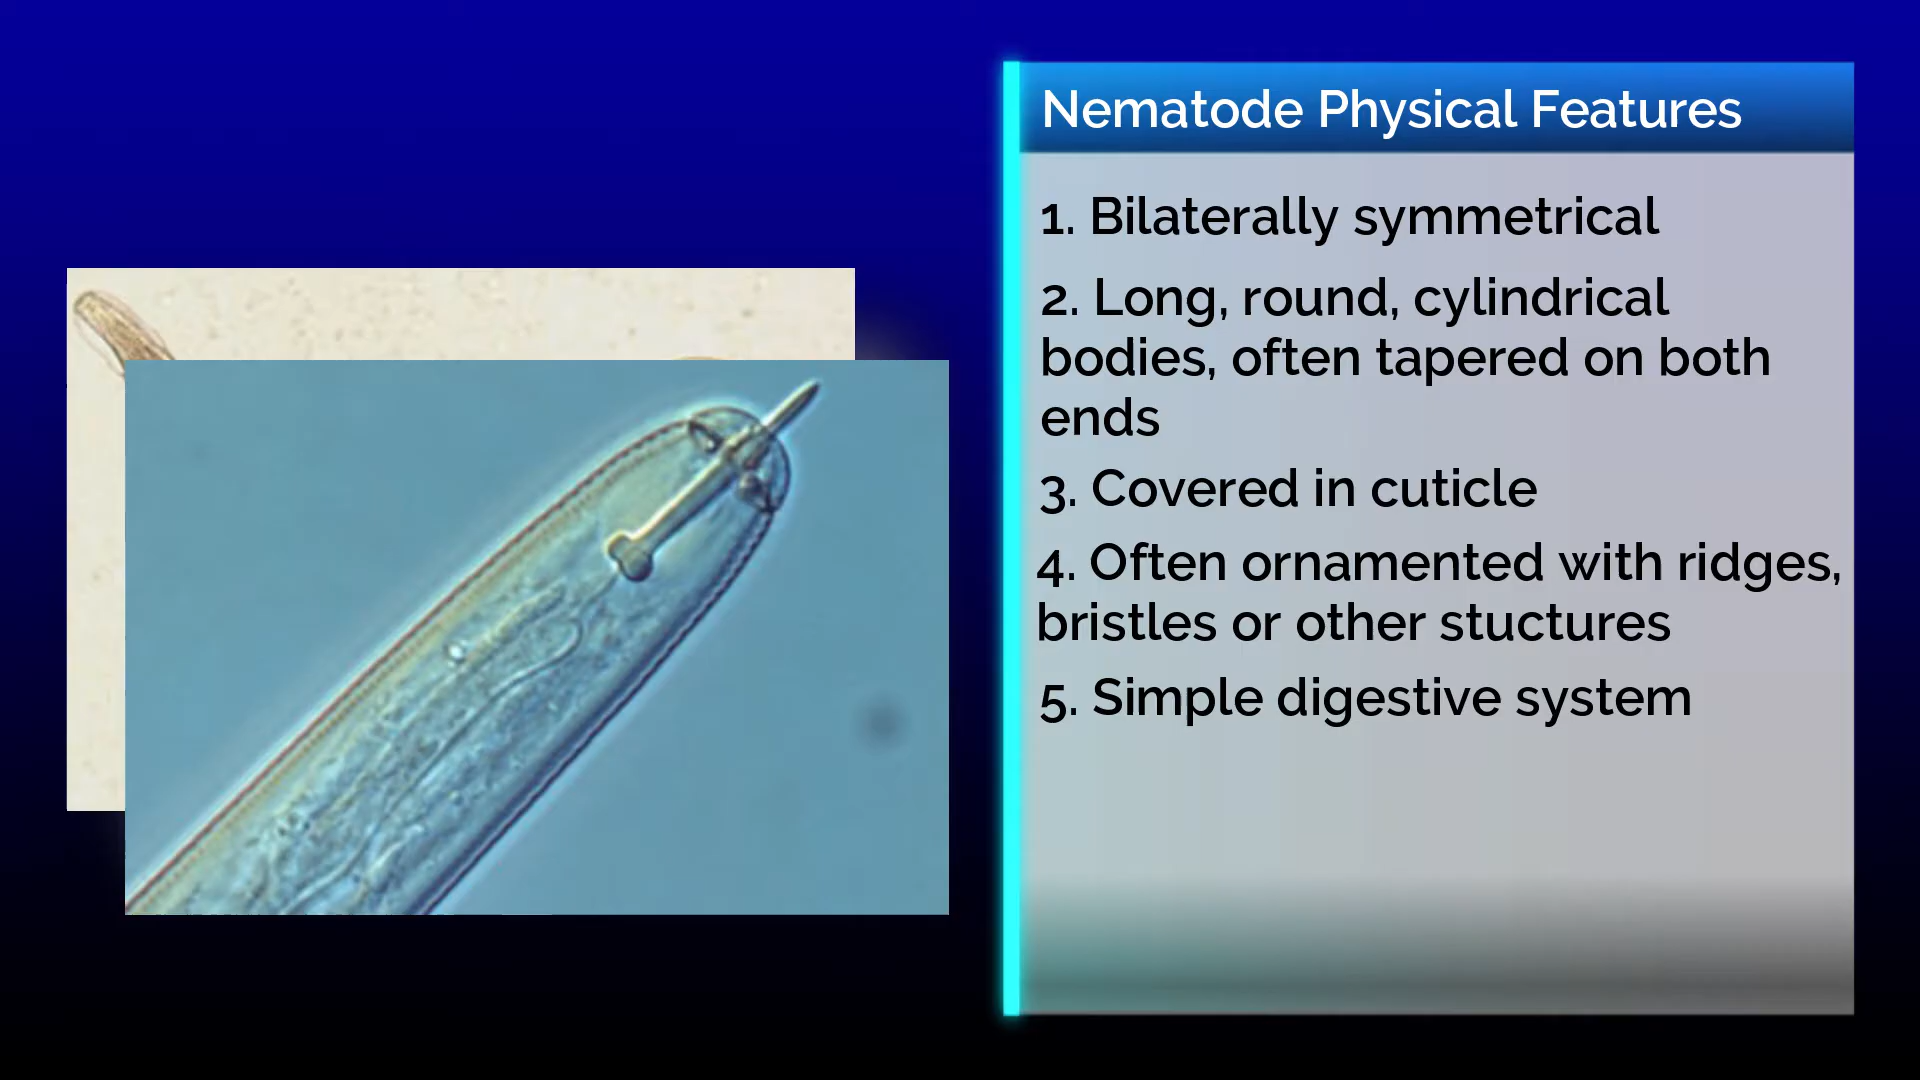 Nematode Physical Features
1. Bilaterally symmetrical
2. Long, round, cylindrical
bodies, often tapered on both
ends
3. Covered in cuticle
4. Often ornamented with ridges,
bristles or other stuctures
5. Simple digestive system